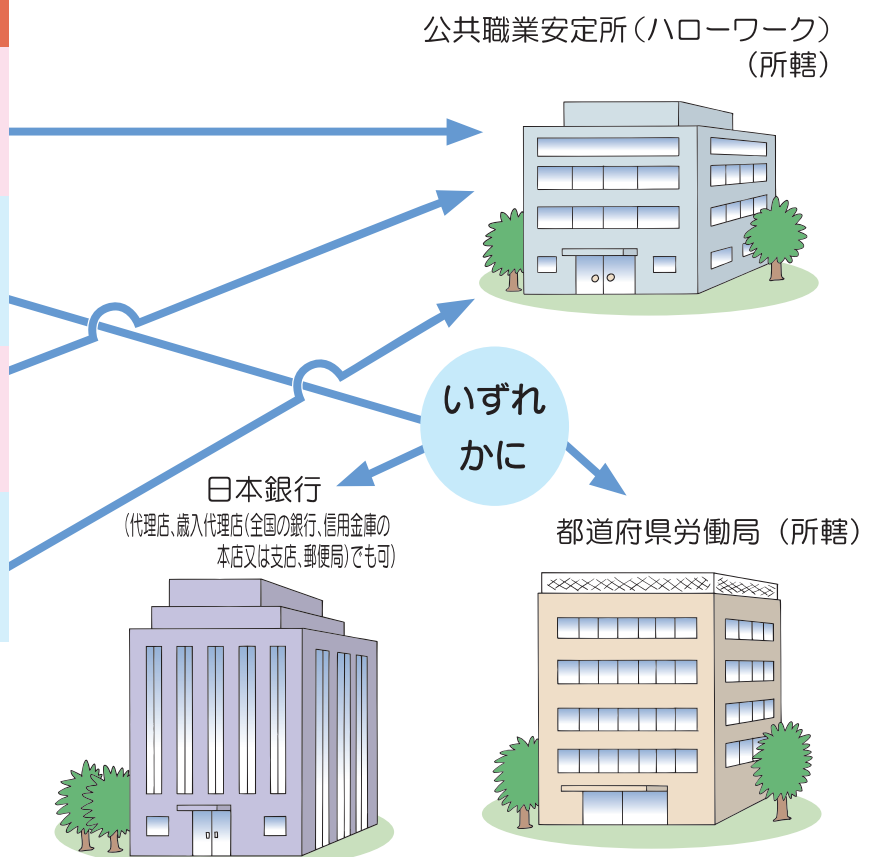 公共職業安定所（ハローワーク）
（所轄）
いずれ
かに
日本銀行
（代理店、歳入代理店（全国の銀行、信用金庫の
本店又は支店、郵便局）でも可）
都道府県労働局（所轄）